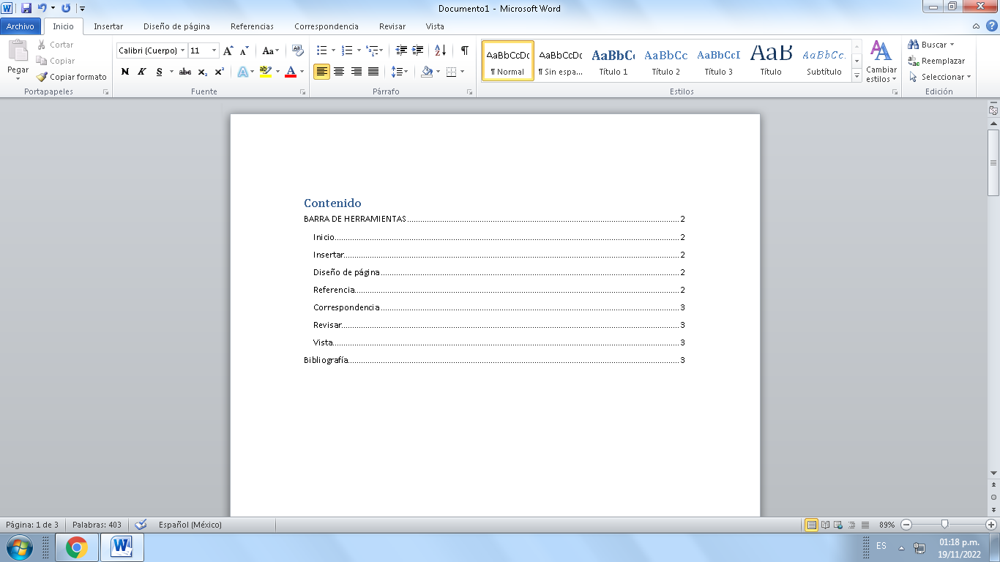 Documento1 - Microsoft Word
Archivo Inicio Insertar Diseño de página Referencias Correspondencia Revisar Vista
Pegar
Cortar
Copiar
Copiar formato
Portapapeles
Calibri (Cuerpo) 11
N K S abc x₂ x²
Fuente
Párrafo
AaBbCcDc AaBbCcDc AaBbC AaBbCc AaBbCcI AaB AaBbCc.
¶ Normal ¶ Sin espa... Título 1 Título 2 Título 3 Título Subtítulo
Estilos
Cambiar
estilos
Buscar
Reemplazar
Seleccionar
Edición
Contenido
BARRA DE HERRAMIENTAS 2
Inicio 2
Insertar 2
Diseño de página 2
Referencia 2
Correspondencia 3
Revisar 3
Vista 3
Bibliografía 3
Página: 1 de 3 Palabras: 403 Español (México) 89%
ES 01:18 p.m.
19/11/2022